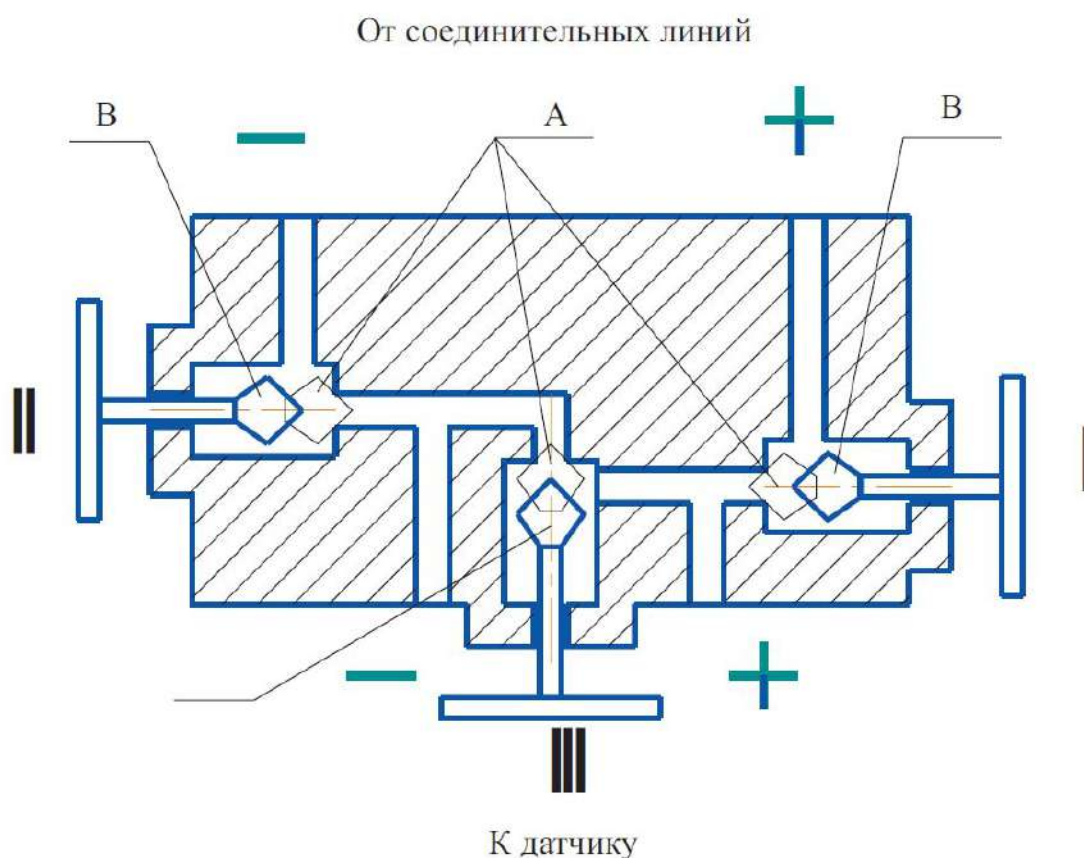 От соединительных линий
В А В
II
III
К датчику